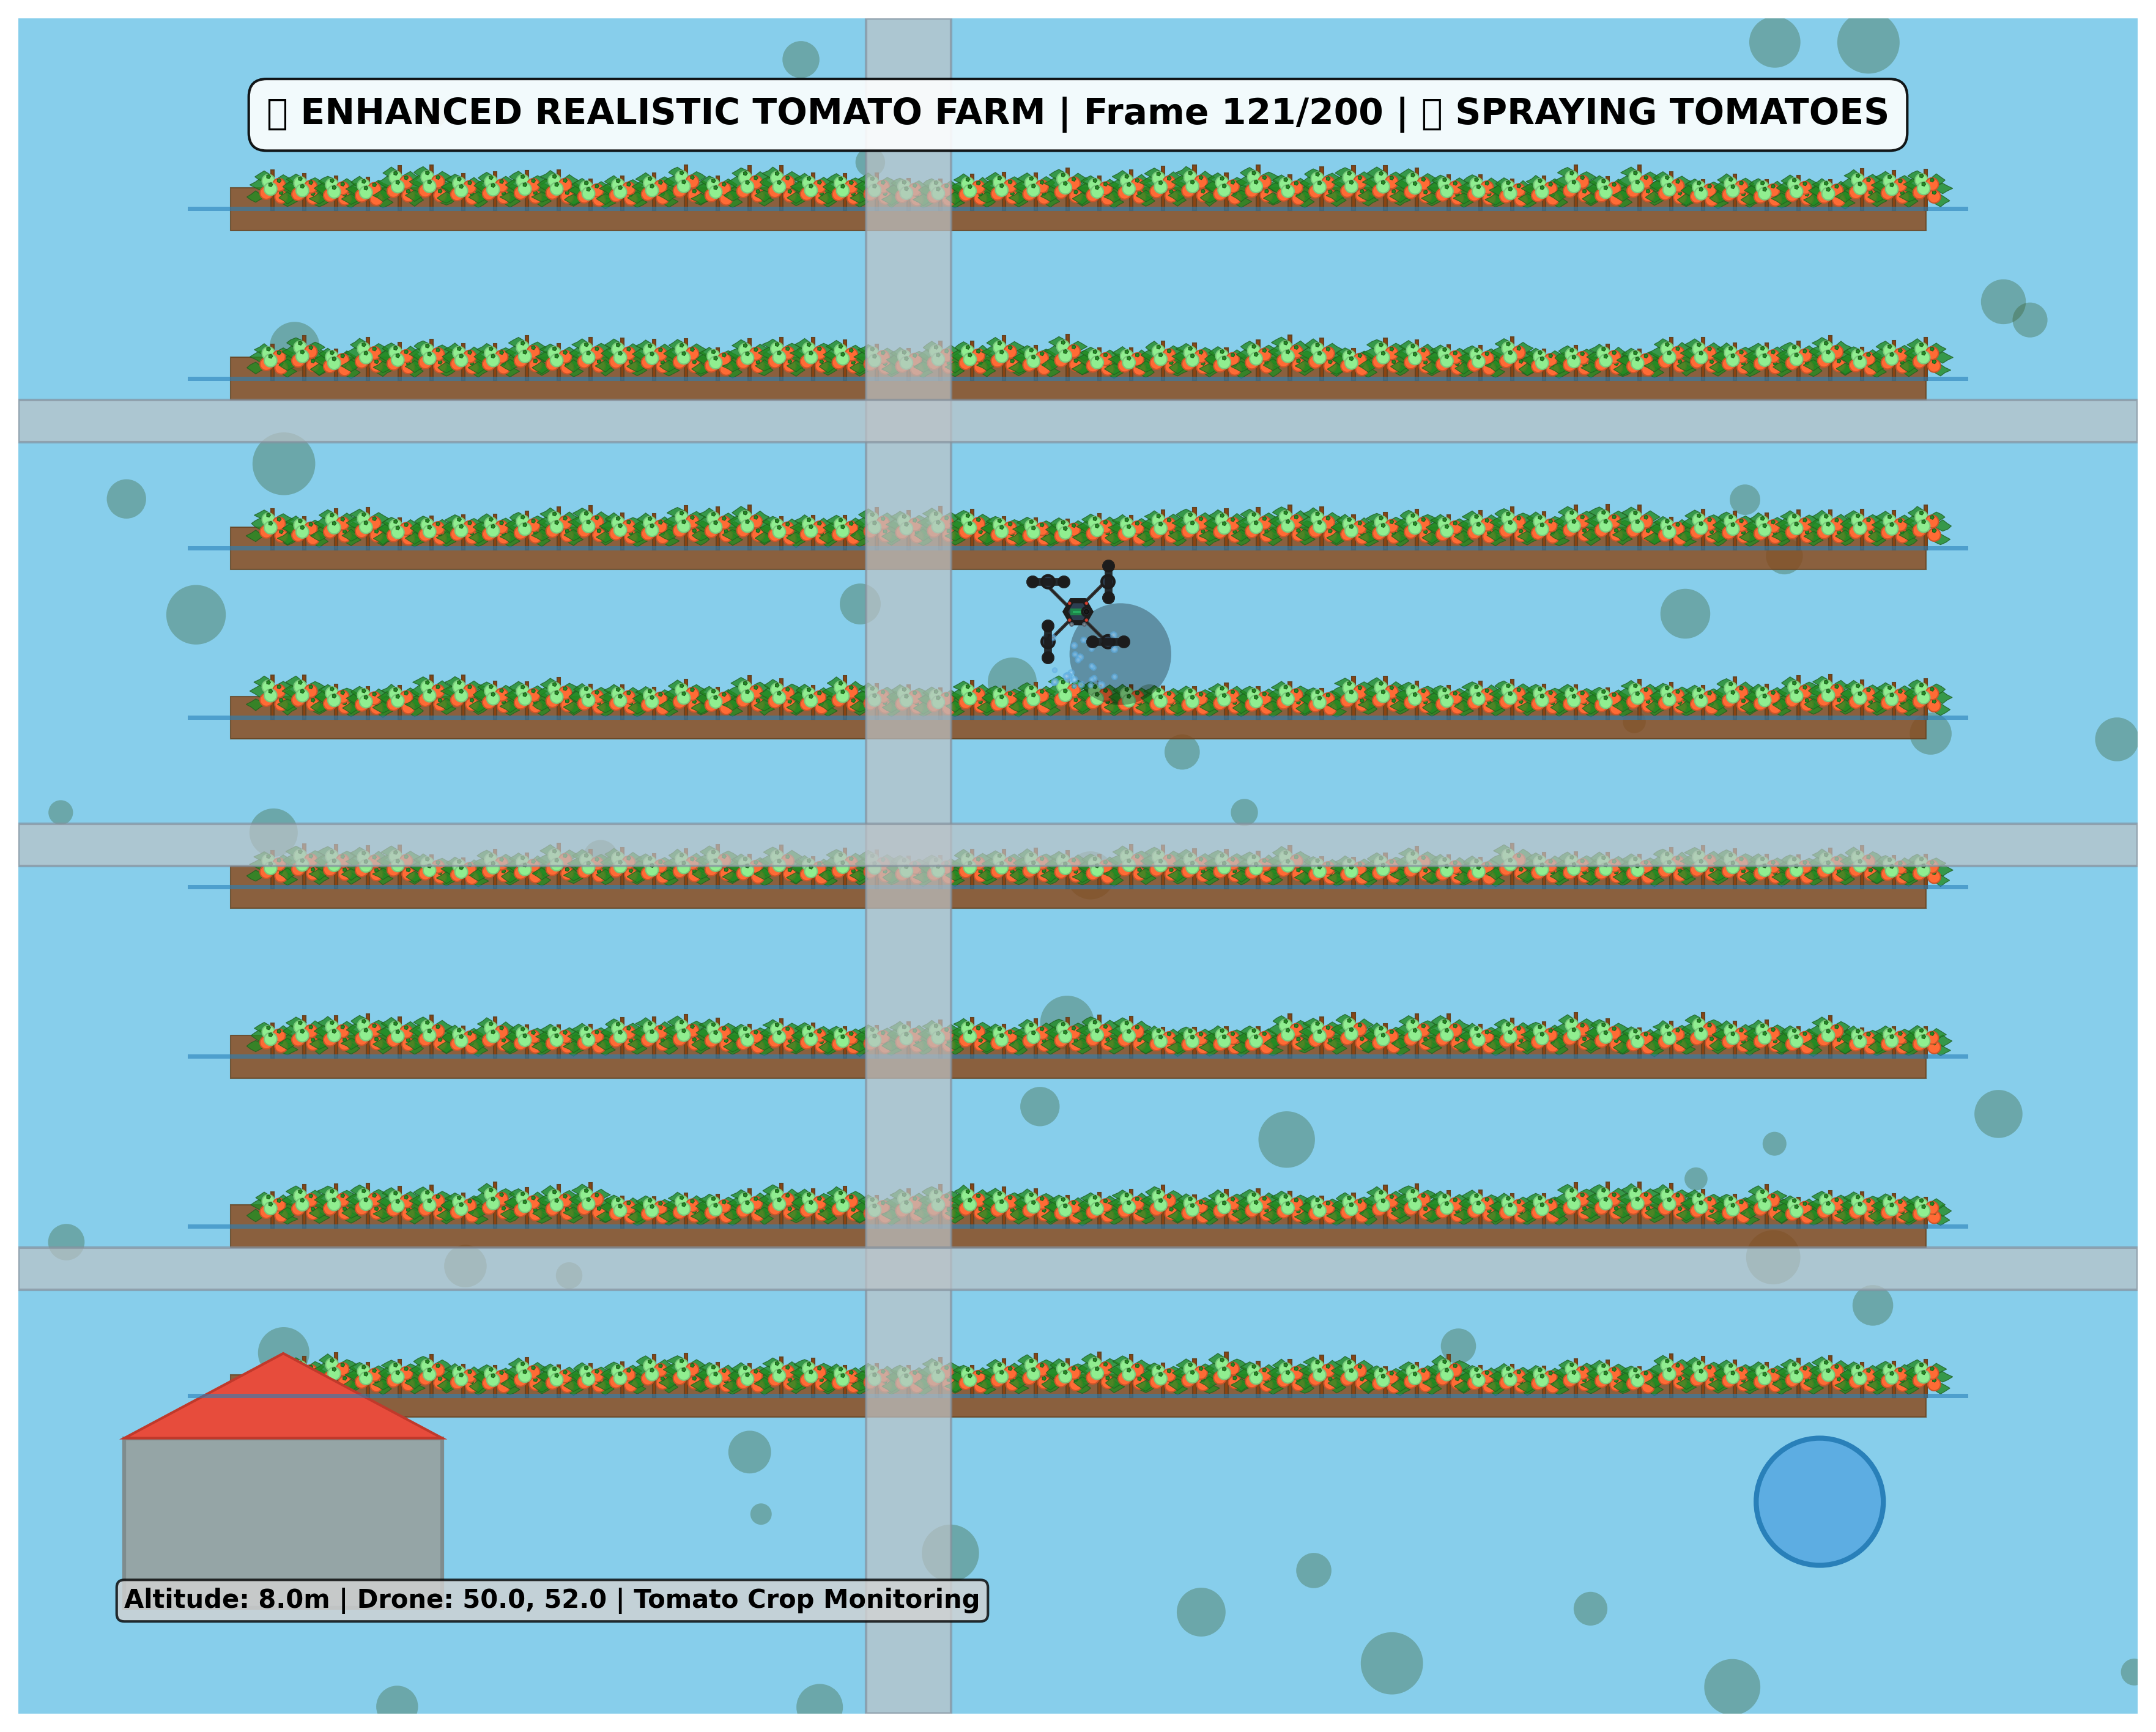 ▯ ENHANCED REALISTIC TOMATO FARM | Frame 121/200 | ▯ SPRAYING TOMATOES
Altitude: 8.0m | Drone: 50.0, 52.0 | Tomato Crop Monitoring